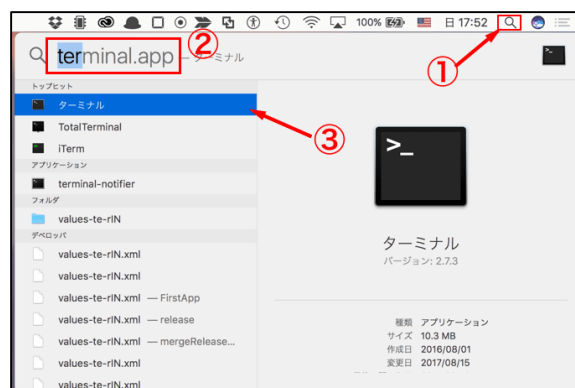 100% 日 17:52
①
② terminal.app — ターミナル
トップヒット
ターミナル
③
TotalTerminal
iTerm
アプリケーション
terminal-notifier
フォルダ
values-te-rIN
デベロッパ
values-te-rIN.xml
values-te-rIN.xml
values-te-rIN.xml — FirstApp
values-te-rIN.xml — release
values-te-rIN.xml — mergeRelease...
values-te-rIN.xml
values-te-rIN.xml
>_
ターミナル
バージョン: 2.7.3
種類 アプリケーション
サイズ 10.3 MB
作成日 2016/08/01
変更日 2017/08/15